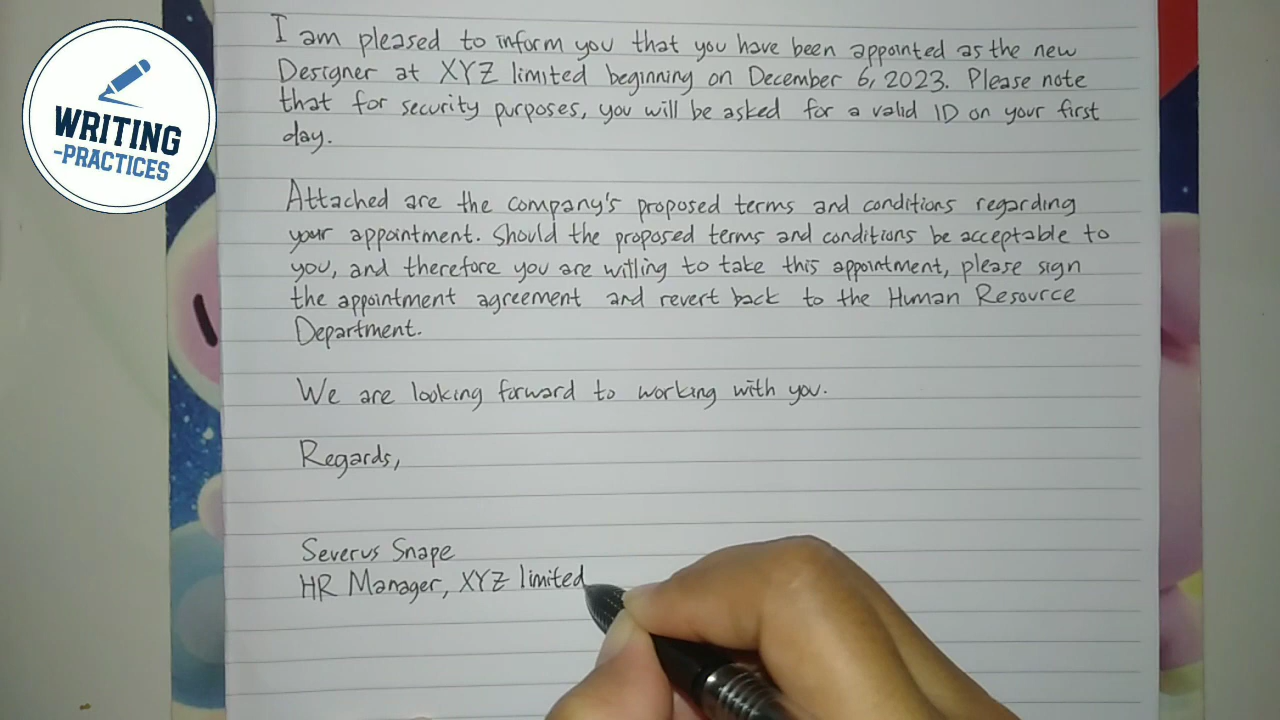 WRITING
-PRACTICES
I am pleased to inform you that you have been appointed as the new
Designer at XYZ limited beginning on December 6, 2023. Please note
that for security purposes, you will be asked for a valid ID on your first
day.
Attached are the company's proposed terms and conditions regarding
your appointment. Should the proposed terms and conditions be acceptable to
you, and therefore you are willing to take this appointment, please sign
the appointment agreement and revert back to the Human Resource
Department.
We are looking forward to working with you.
Regards,
Severus Snape
HR Manager, XYZ limited